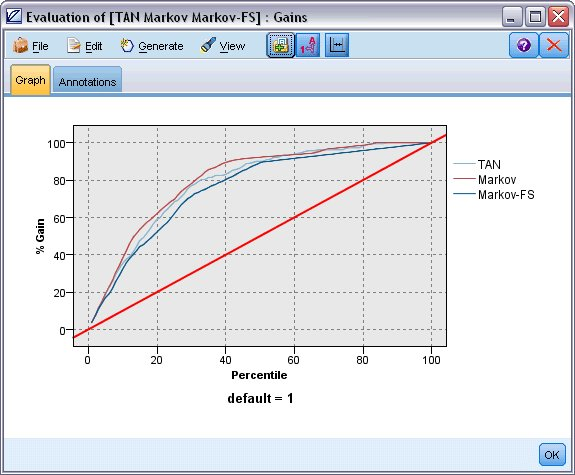 Evaluation of [TAN Markov Markov-FS] : Gains
File Edit Generate View
Graph Annotations
100
80
60
40
20
0
% Gain
TAN
Markov
Markov-FS
0 20 40 60 80 100
Percentile
default = 1
OK